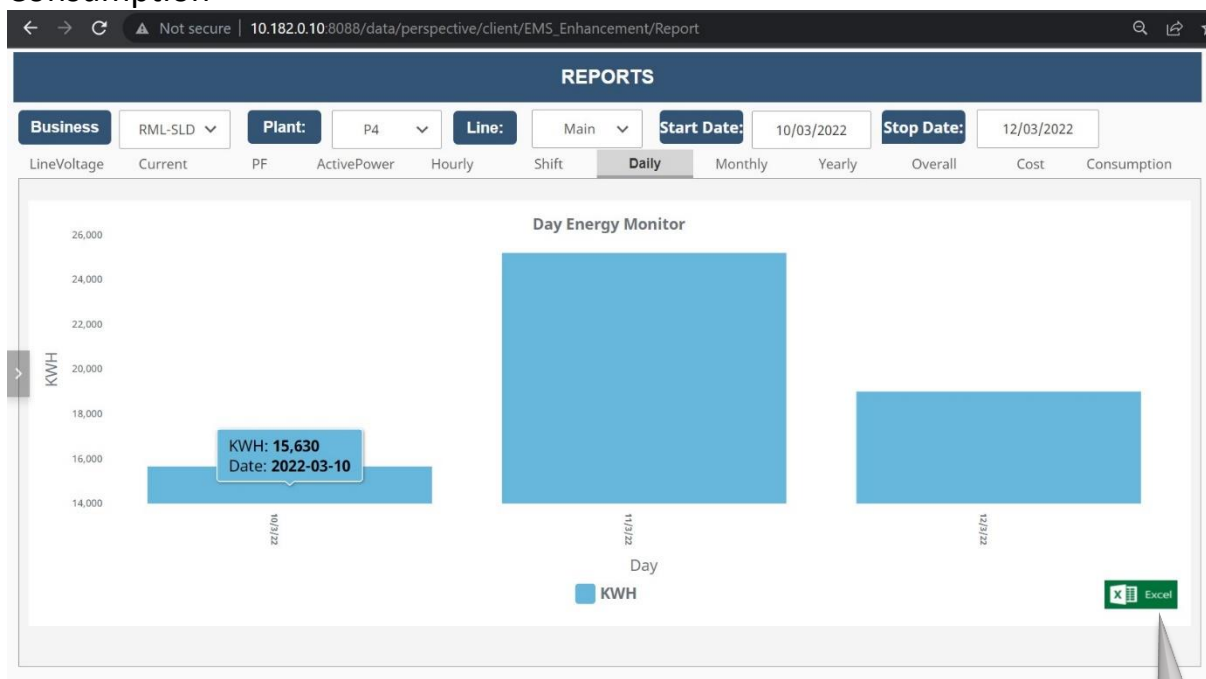 Consumption
Not secure | 10.182.0.10:8088/data/perspective/client/EMS_Enhancement/Report
REPORTS
Business RML-SLD Plant: P4 Line: Main Start Date: 10/03/2022 Stop Date: 12/03/2022
LineVoltage Current PF ActivePower Hourly Shift Daily Monthly Yearly Overall Cost Consumption
Day Energy Monitor
26,000
24,000
22,000
20,000
18,000
16,000
14,000
KWH
KWH: 15,630
Date: 2022-03-10
10/3/22 11/3/22 12/3/22
Day
KWH
Excel